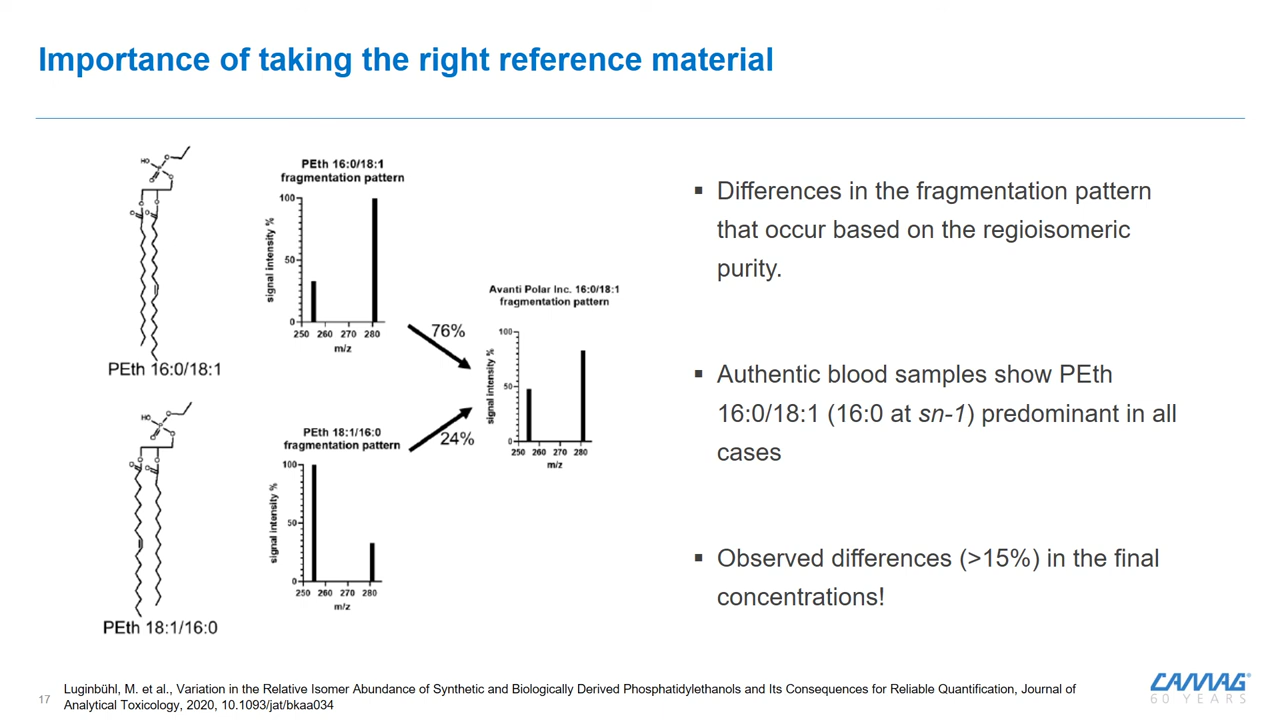 Importance of taking the right reference material
HO
O
P
O
O
O
O
O
O
PEth 16:0/18:1
PEth 16:0/18:1
fragmentation pattern
signal intensity %
100
50
0
250 260 270 280
m/z
76%
HO
O
P
O
O
O
O
O
O
PEth 18:1/16:0
PEth 18:1/16:0
fragmentation pattern
signal intensity %
100
50
0
250 260 270 280
m/z
24%
Avanti Polar Inc. 16:0/18:1
fragmentation pattern
signal intensity %
100
50
0
250 260 270 280
m/z
▪ Differences in the fragmentation pattern
that occur based on the regioisomeric
purity.
▪ Authentic blood samples show PEth
16:0/18:1 (16:0 at sn-1) predominant in all
cases
▪ Observed differences (>15%) in the final
concentrations!
17
Luginbühl, M. et al., Variation in the Relative Isomer Abundance of Synthetic and Biologically Derived Phosphatidylethanols and Its Consequences for Reliable Quantification, Journal of
Analytical Toxicology, 2020, 10.1093/jat/bkaa034
CAMAG®
60 YEARS